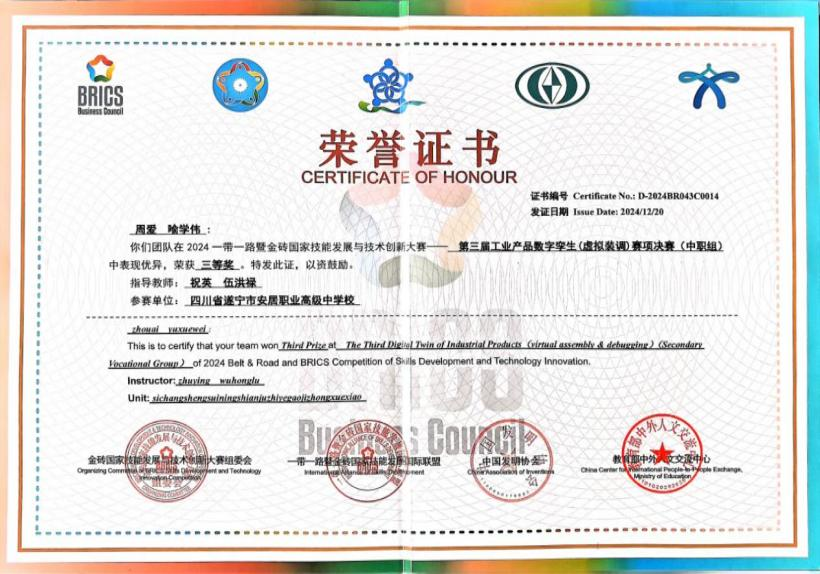 BRICS
Business Council
荣誉证书
CERTIFICATE OF HONOUR
证书编号 Certificate No.: D-2024BR043C0014
发证日期 Issue Date: 2024/12/20
周爱 喻学伟 :
你们团队在 2024 一带一路暨金砖国家技能发展与技术创新大赛—— 第三届工业产品数字孪生(虚拟装调)赛项决赛（中职组）
中表现优异，荣获 三等奖 。特发此证，以资鼓励。
指导教师： 祝英 伍洪禄
参赛单位： 四川省遂宁市安居职业高级中学校
zhouai yuxuewei :
This is to certify that your team won Third Prize at The Third Digital Twin of Industrial Products（virtual assembly & debugging）（Secondary
Vocational Group） of 2024 Belt & Road and BRICS Competition of Skills Development and Technology Innovation.
Instructor: zhuying wuhonglu
Unit: sichangshengsuiningshianjuzhiyegaojizhongxuexiao
Business Council
金砖国家技能发展与技术创新大赛组委会
Organizing Committee of BRICS Skills Development and Technology
Innovation Competition
一带一路暨金砖国家技能发展国际联盟
International Alliance of Skills Development
中国发明协会
China Association of Inventions
教育部中外人文交流中心
China Center for International People-to-People Exchange,
Ministry of Education